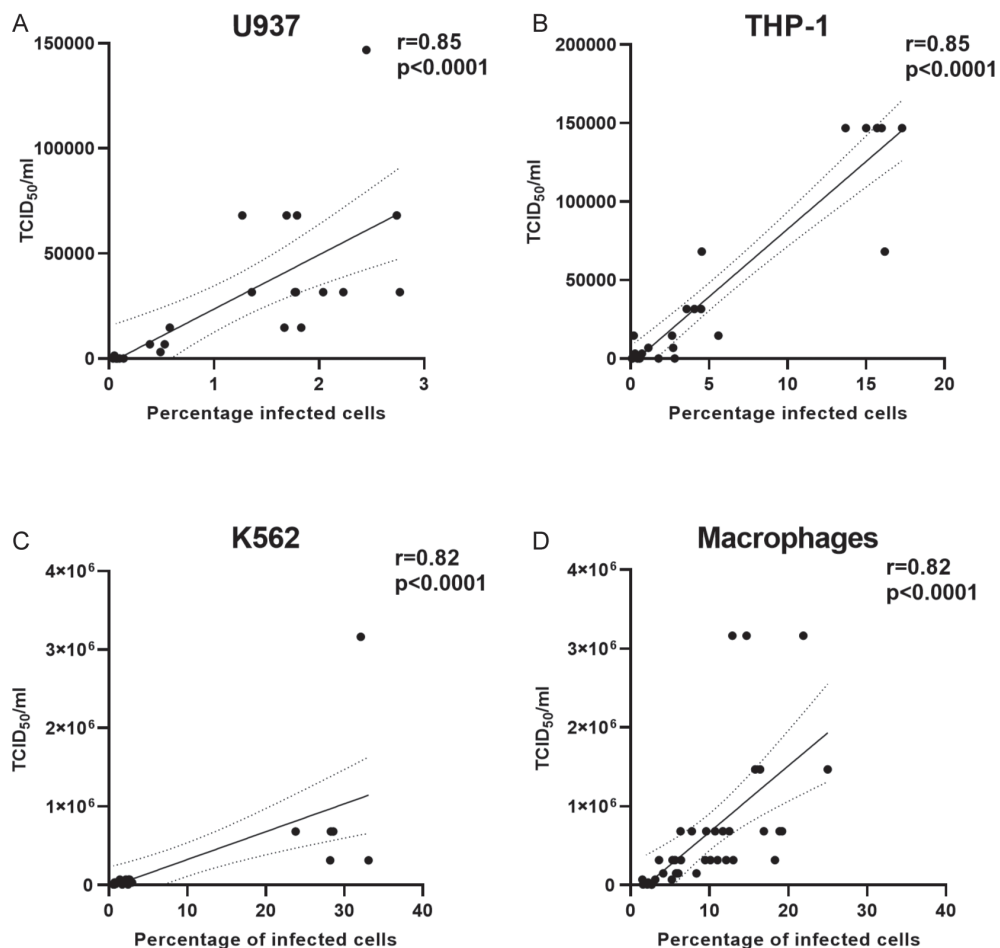 A
U937
r=0.85
p<0.0001
150000
100000
50000
0
TCID50/ml
0 1 2 3
Percentage infected cells
B
THP-1
r=0.85
p<0.0001
200000
150000
100000
50000
0
TCID50/ml
0 5 10 15 20
Percentage infected cells
C
K562
r=0.82
p<0.0001
4×10⁶
3×10⁶
2×10⁶
1×10⁶
0
TCID50/ml
0 10 20 30 40
Percentage of infected cells
D
Macrophages
r=0.82
p<0.0001
4×10⁶
3×10⁶
2×10⁶
1×10⁶
0
TCID50/ml
0 10 20 30 40
Percentage of infected cells